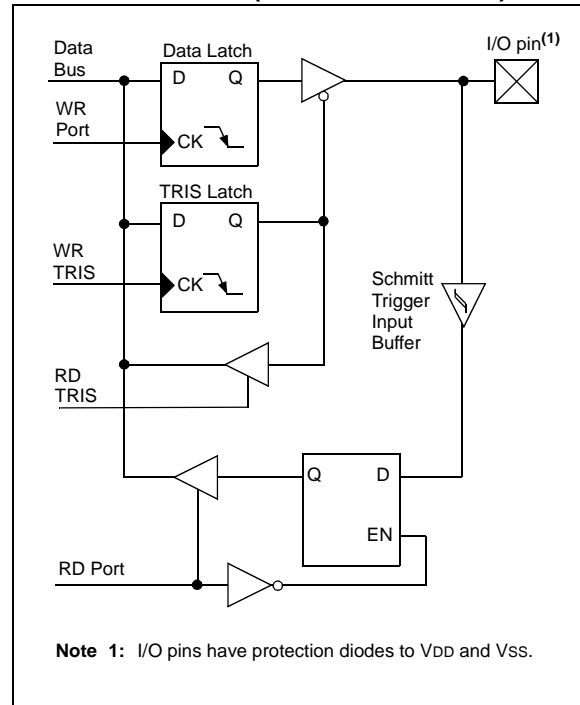 Data
Bus
Data Latch
I/O pin(1)
D Q
WR
Port
CK
TRIS Latch
D Q
WR
TRIS
CK
Schmitt
Trigger
Input
Buffer
RD
TRIS
Q D
EN
RD Port
Note 1: I/O pins have protection diodes to VDD and VSS.